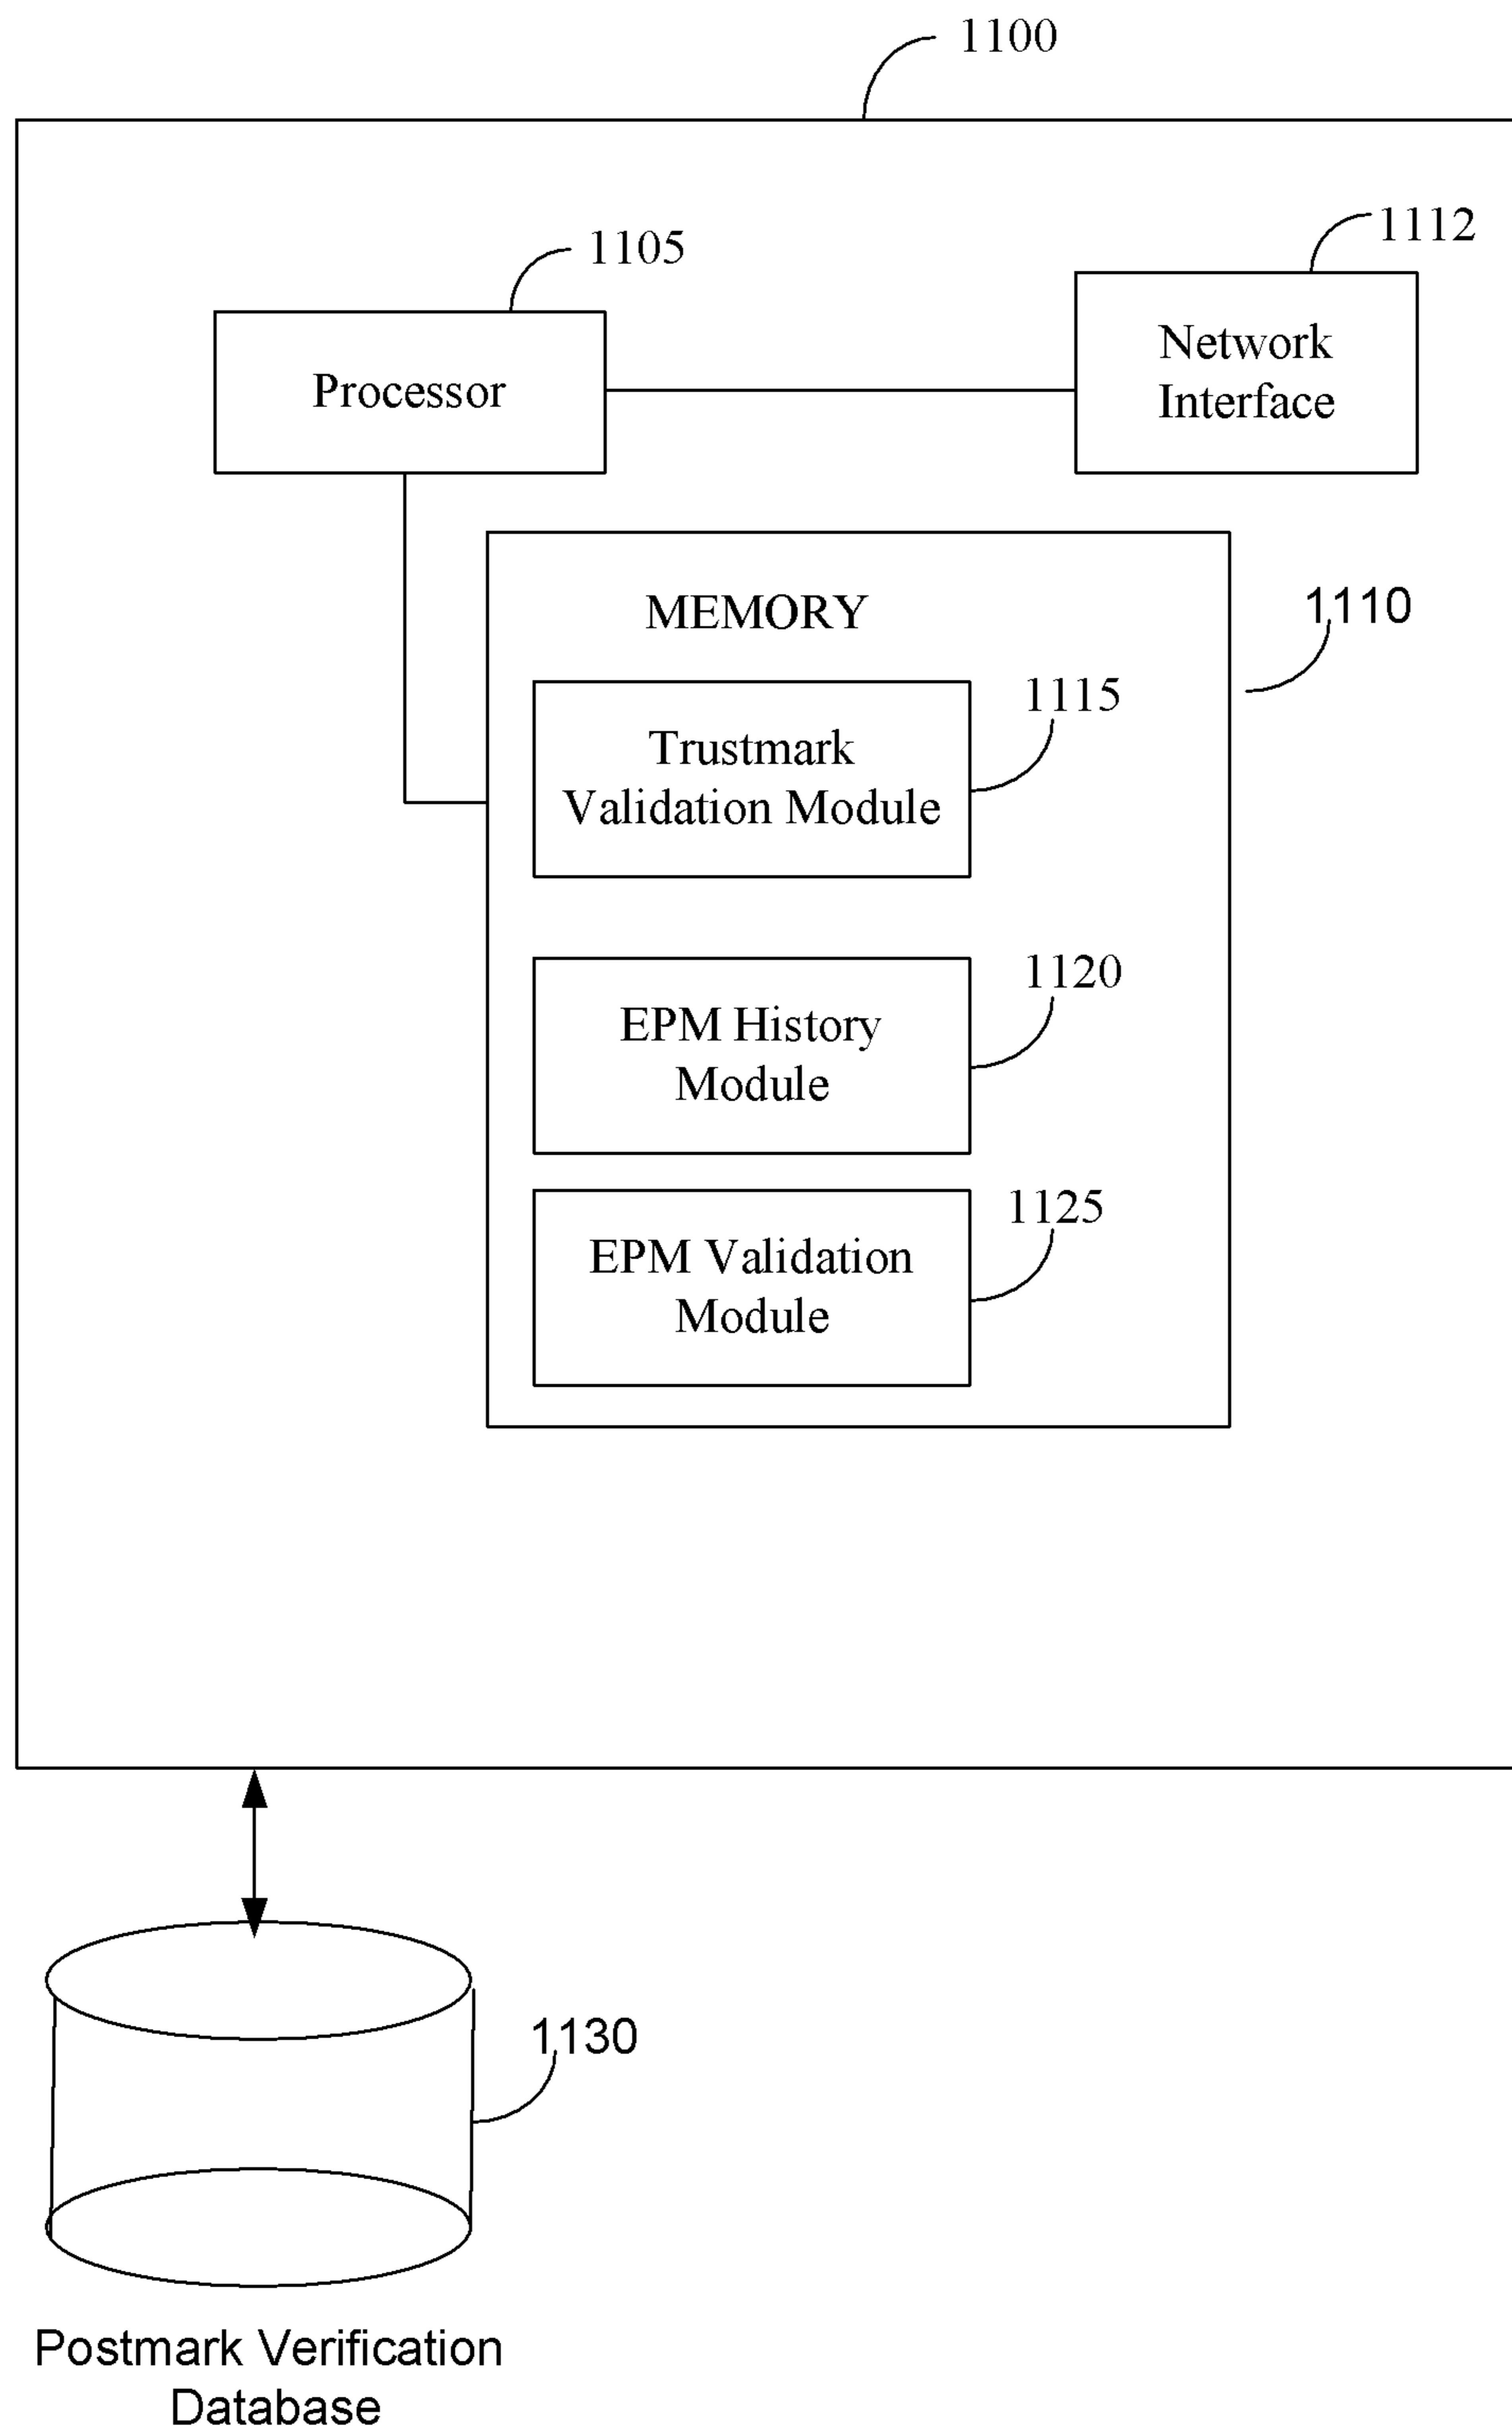 1100
1105
1112
Processor
Network
Interface
MEMORY
1110
1115
Trustmark
Validation Module
1120
EPM History
Module
1125
EPM Validation
Module
1130
Postmark Verification
Database